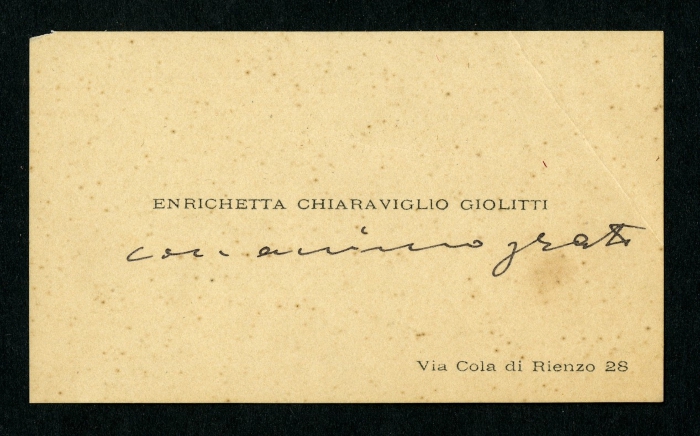 ENRICHETTA CHIARAVIGLIO GIOLITTI
con animo grato
Via Cola di Rienzo 28